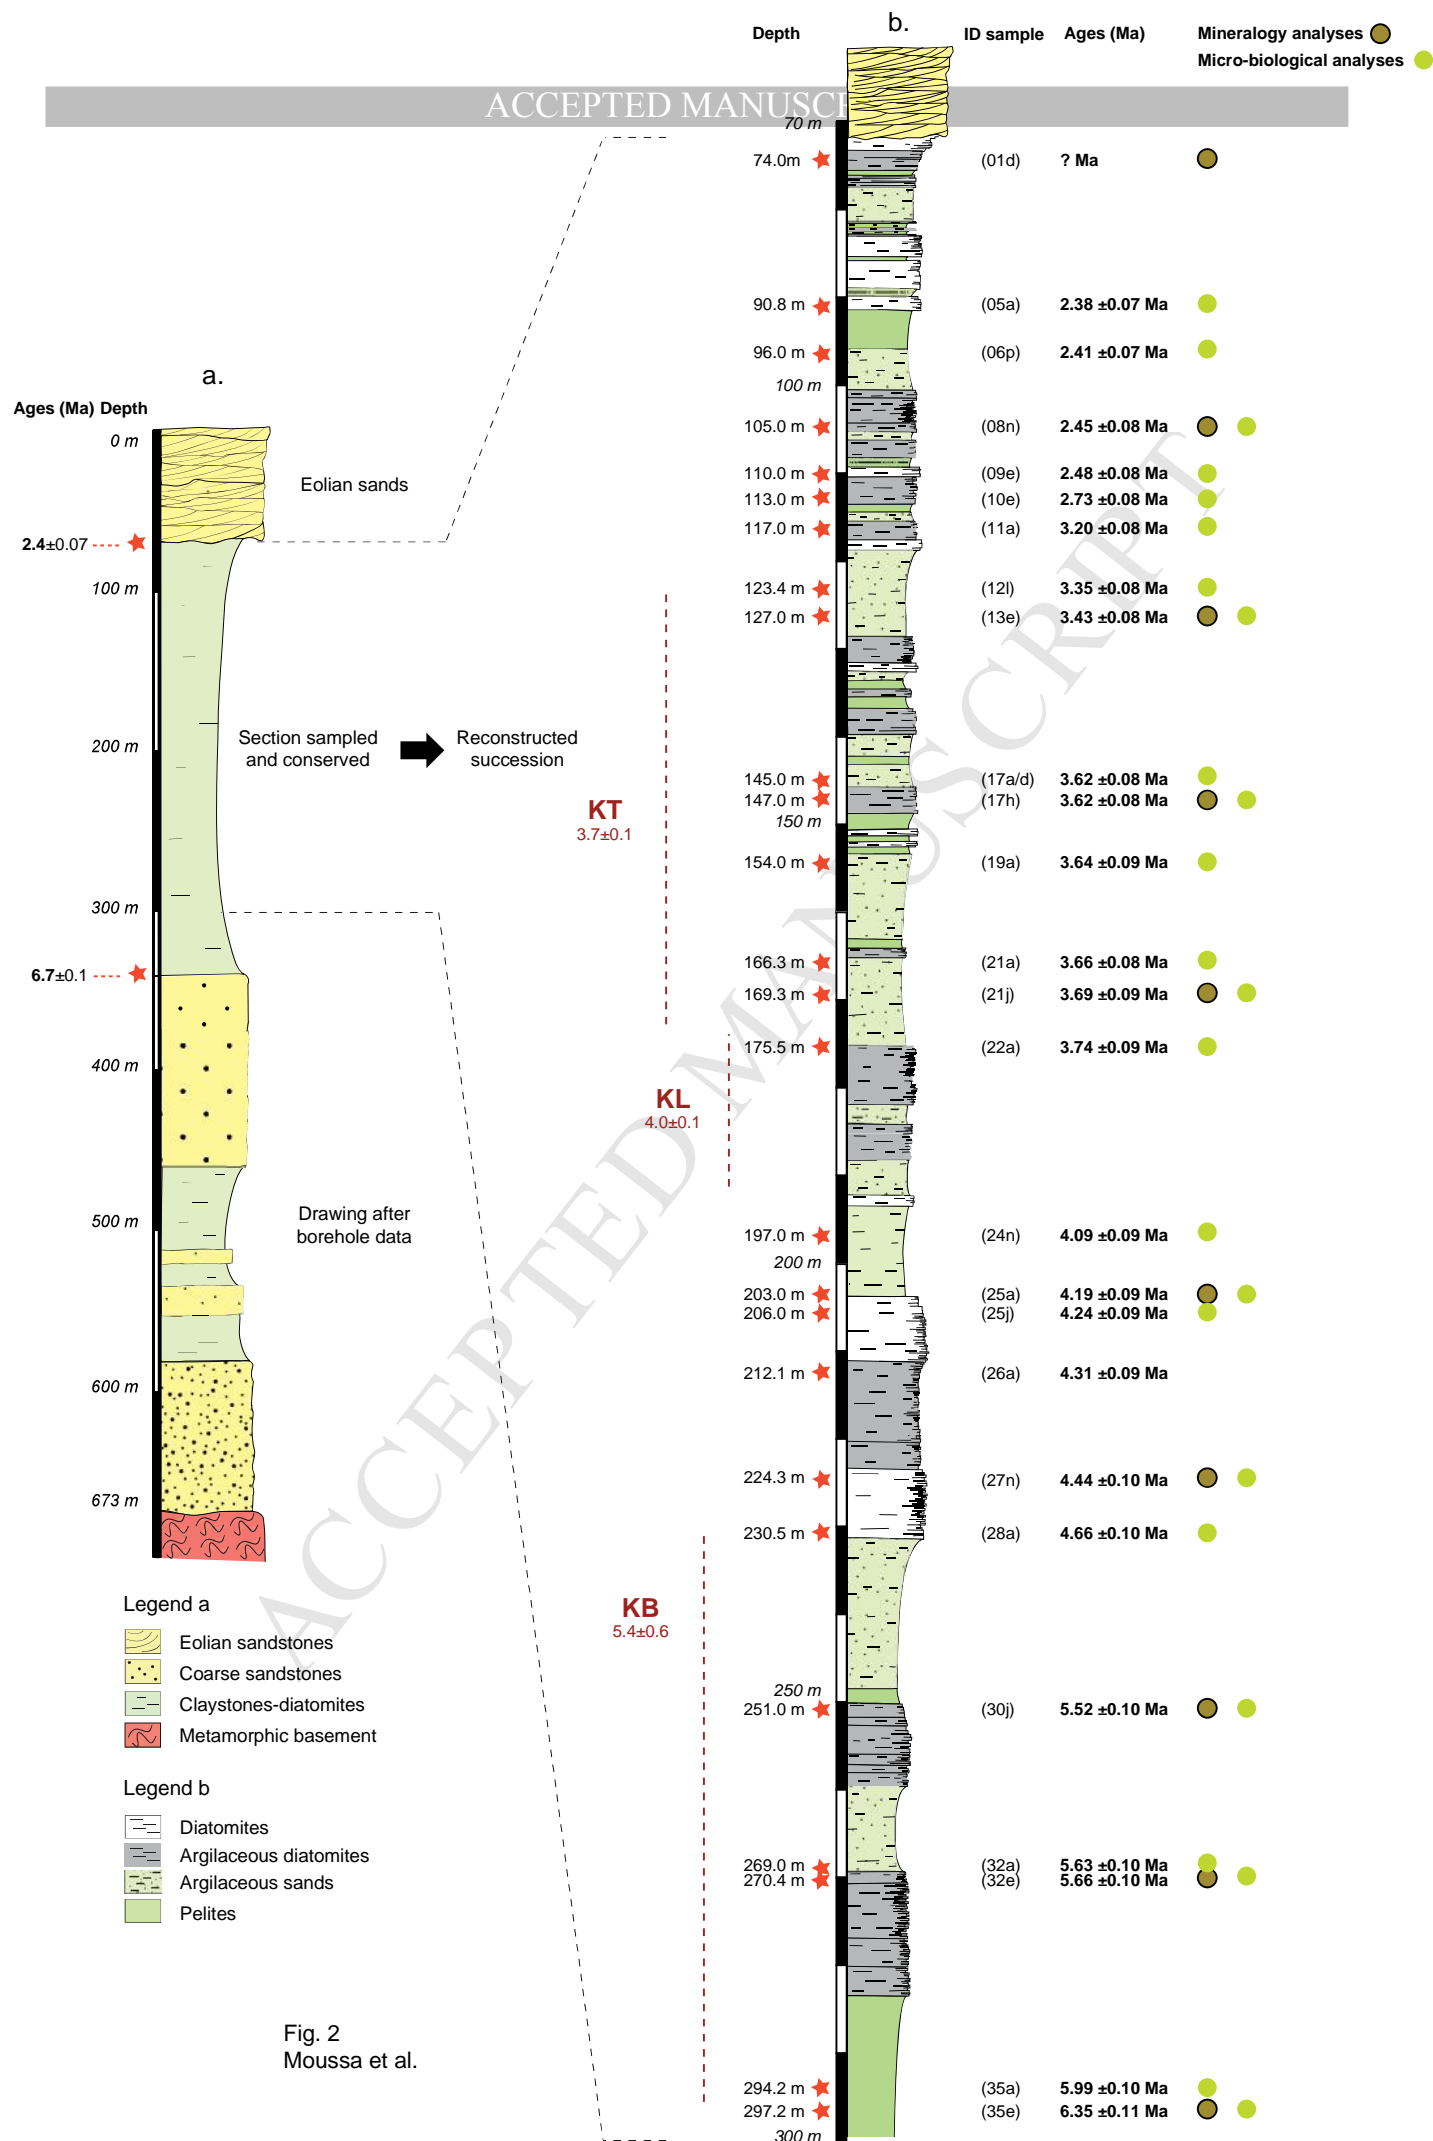 b.
Depth
ID sample
Ages (Ma)
Mineralogy analyses
Micro-biological analyses
ACCEPTED MANUSCR
70 m
74.0m (01d) ? Ma
90.8 m (05a) 2.38 ±0.07 Ma
96.0 m (06p) 2.41 ±0.07 Ma
100 m
105.0 m (08n) 2.45 ±0.08 Ma
110.0 m (09e) 2.48 ±0.08 Ma
113.0 m (10e) 2.73 ±0.08 Ma
117.0 m (11a) 3.20 ±0.08 Ma
123.4 m (12l) 3.35 ±0.08 Ma
127.0 m (13e) 3.43 ±0.08 Ma
145.0 m (17a/d) 3.62 ±0.08 Ma
147.0 m (17h) 3.62 ±0.08 Ma
150 m
154.0 m (19a) 3.64 ±0.09 Ma
166.3 m (21a) 3.66 ±0.08 Ma
169.3 m (21j) 3.69 ±0.09 Ma
175.5 m (22a) 3.74 ±0.09 Ma
197.0 m (24n) 4.09 ±0.09 Ma
200 m
203.0 m (25a) 4.19 ±0.09 Ma
206.0 m (25j) 4.24 ±0.09 Ma
212.1 m (26a) 4.31 ±0.09 Ma
224.3 m (27n) 4.44 ±0.10 Ma
230.5 m (28a) 4.66 ±0.10 Ma
250 m
251.0 m (30j) 5.52 ±0.10 Ma
269.0 m (32a) 5.63 ±0.10 Ma
270.4 m (32e) 5.66 ±0.10 Ma
294.2 m (35a) 5.99 ±0.10 Ma
297.2 m (35e) 6.35 ±0.11 Ma
300 m
KT
3.7±0.1
KL
4.0±0.1
KB
5.4±0.6
a.
Ages (Ma) Depth
0 m
Eolian sands
2.4±0.07
100 m
200 m
Section sampled
and conserved
Reconstructed
succession
300 m
6.7±0.1
400 m
500 m
Drawing after
borehole data
600 m
673 m
Legend a
Eolian sandstones
Coarse sandstones
Claystones-diatomites
Metamorphic basement
Legend b
Diatomites
Argilaceous diatomites
Argilaceous sands
Pelites
Fig. 2
Moussa et al.
ACCEPTED MANUSCRIPT